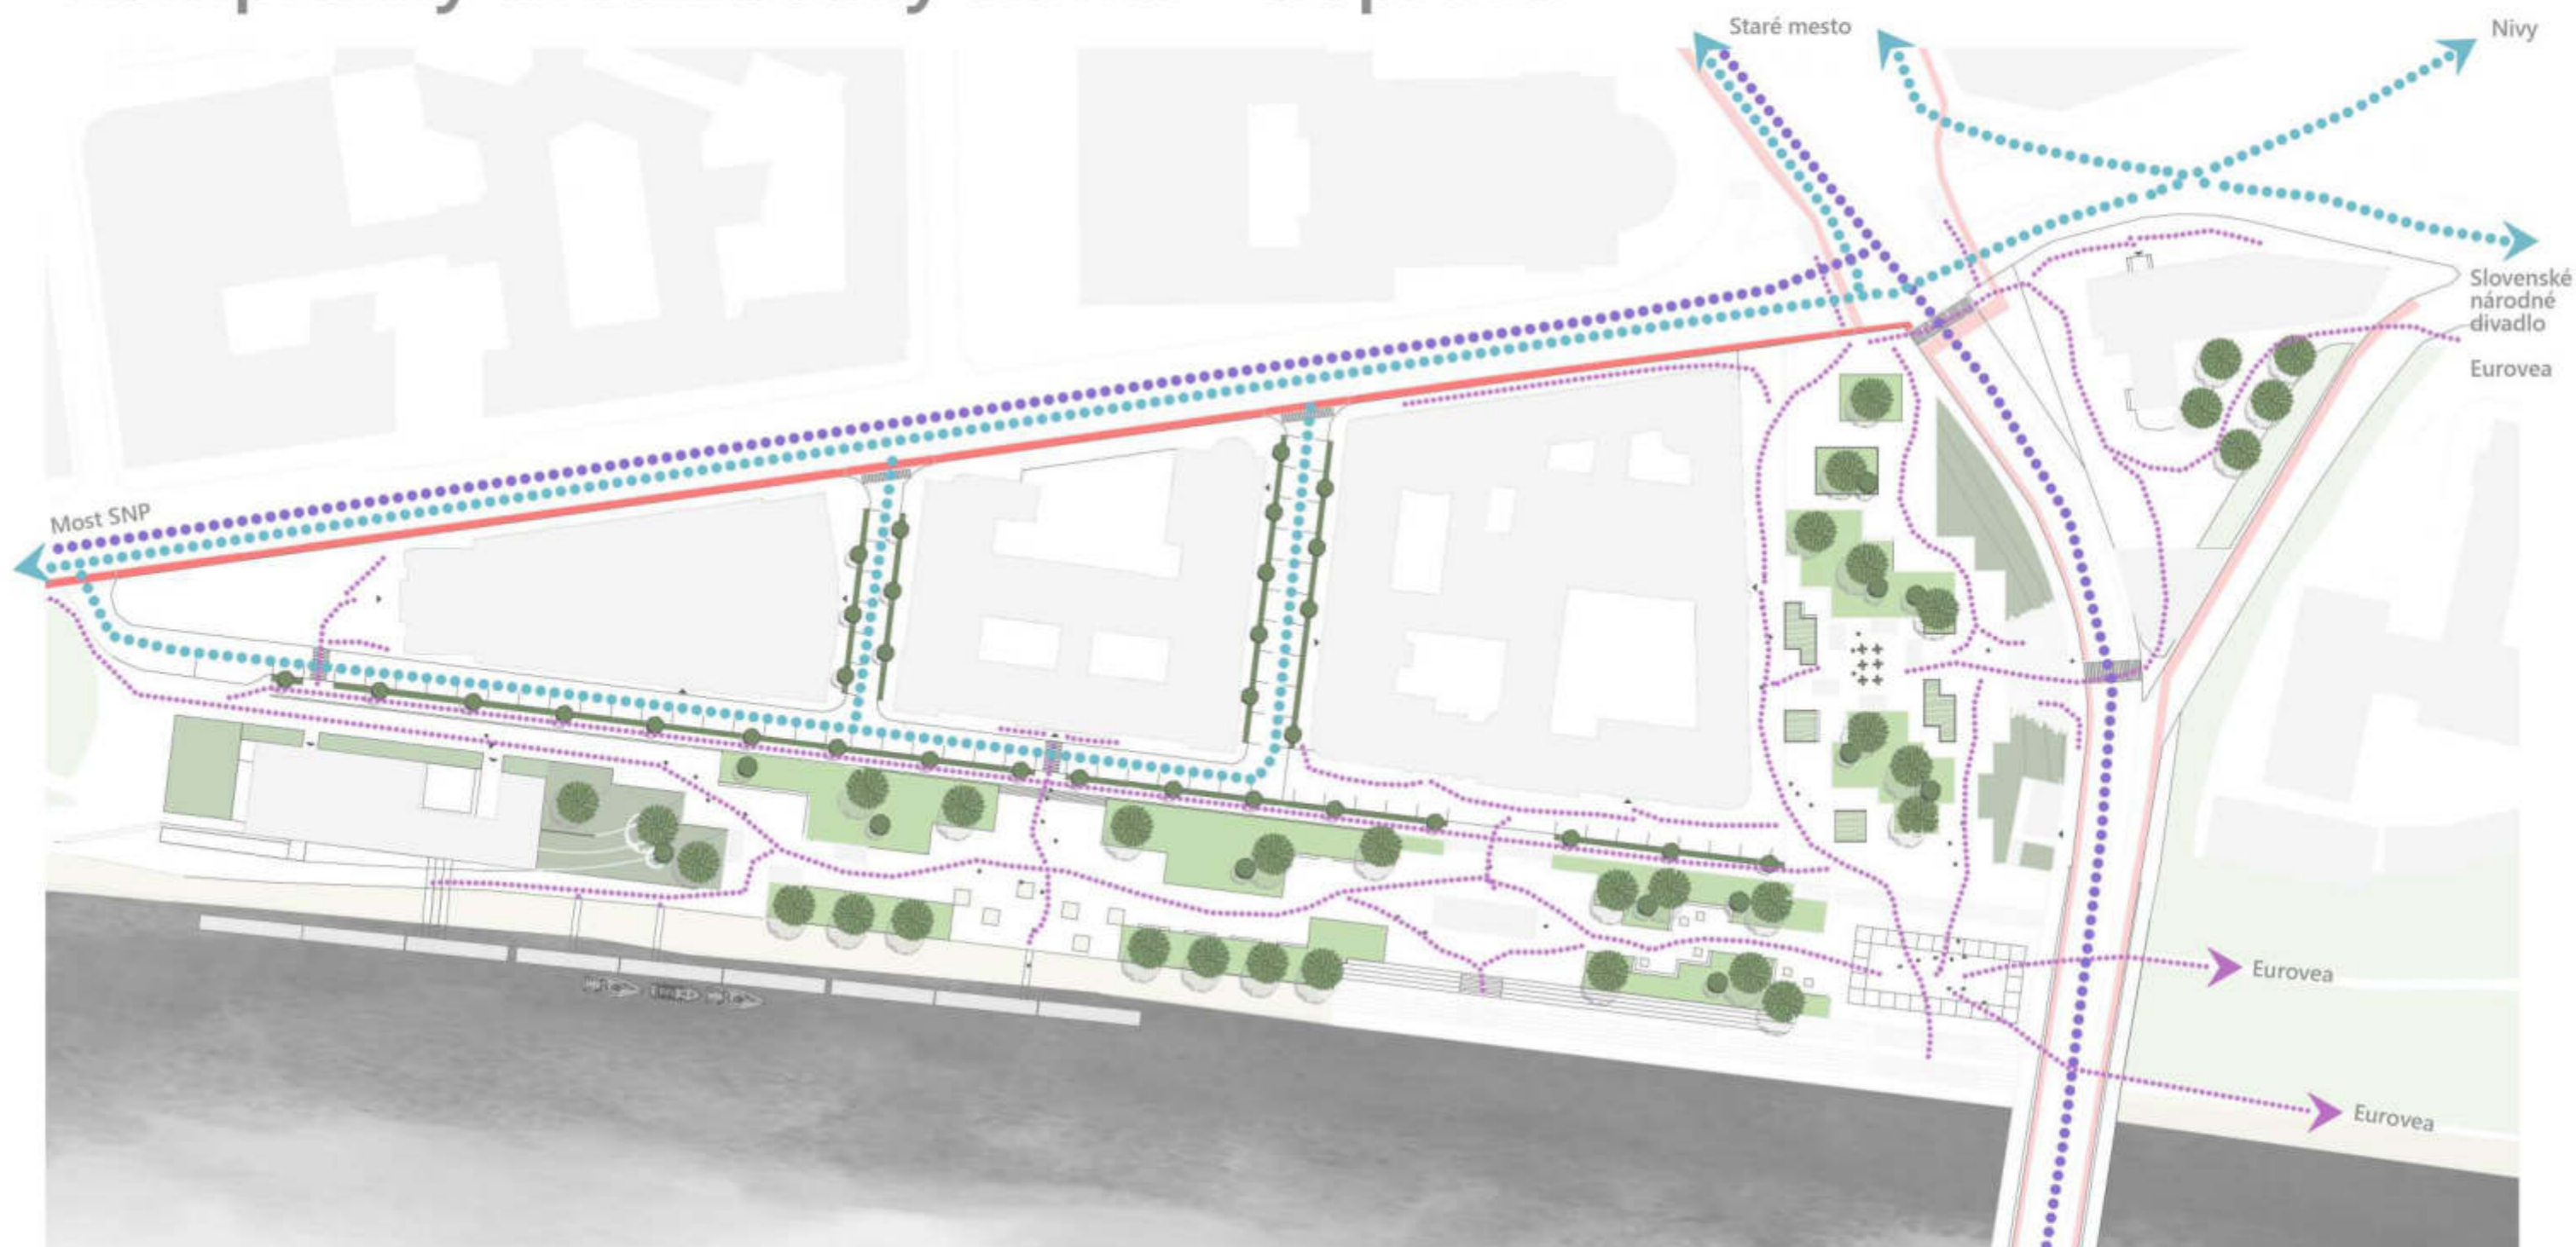 Staré mesto
Nivy
Slovenské
národné
divadlo
Eurovea
Most SNP
Eurovea
Eurovea